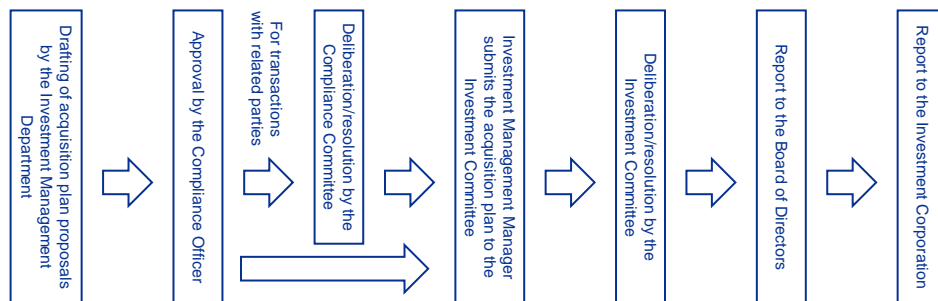 Drafting of acquisition plan proposals
by the Investment Management
Department
Approval by the Compliance Officer
For transactions
with related parties
Deliberation/resolution by the
Compliance Committee
Investment Management Manager
submits the acquisition plan to the
Investment Committee
Deliberation/resolution by the
Investment Committee
Report to the Board of Directors
Report to the Investment Corporation